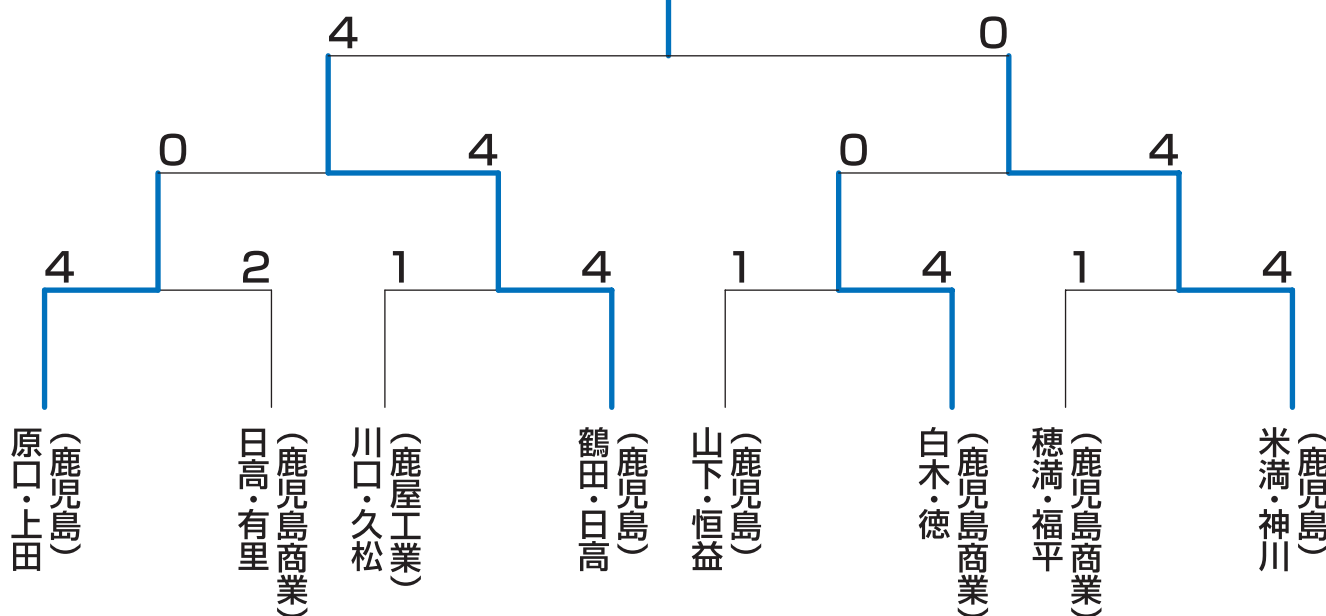 4 0
0 4 0 4
4 2 1 4 1 4 1 4
原口・上田
（鹿児島）
日高・有里
（鹿児島商業）
川口・久松
（鹿屋工業）
鶴田・日高
（鹿児島）
山下・恒益
（鹿児島）
白木・徳
（鹿児島商業）
穂満・福平
（鹿児島商業）
米満・神川
（鹿児島）